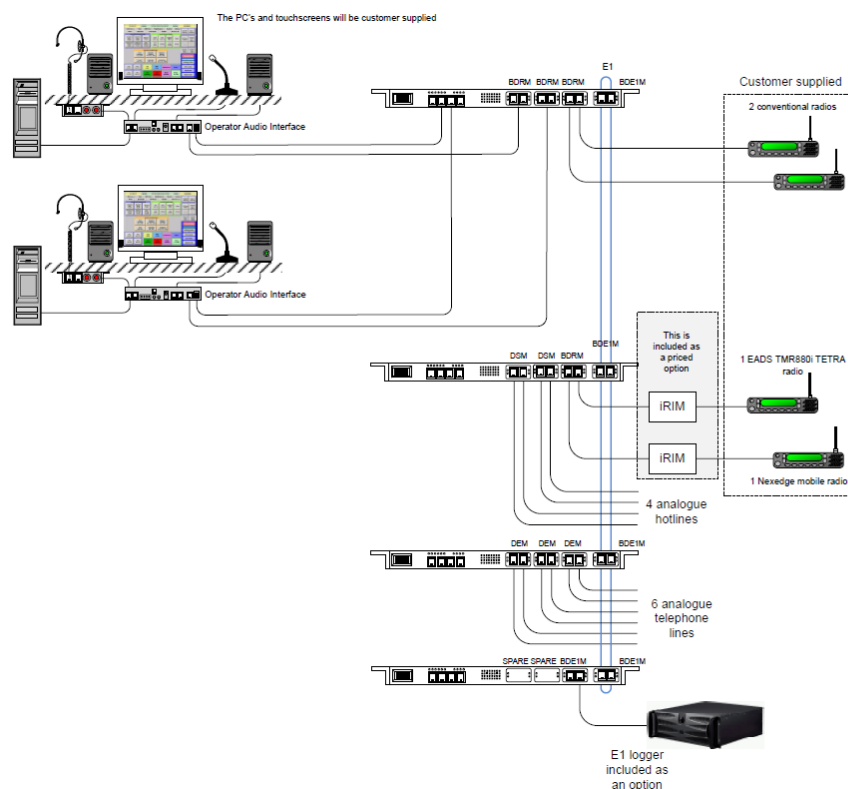 The PC's and touchscreens will be customer supplied
E1
BDRM BDRM BDRM BDE1M
Customer supplied
2 conventional radios
Operator Audio Interface
Operator Audio Interface
DSM DSM BDRM BDE1M
This is
included as
a priced
option
1 EADS TMR880i TETRA
radio
iRIM
iRIM
1 Nexedge mobile radio
4 analogue
hotlines
DEM DEM DEM BDE1M
6 analogue
telephone
lines
SPARE SPARE BDE1M BDE1M
E1 logger
included as
an option